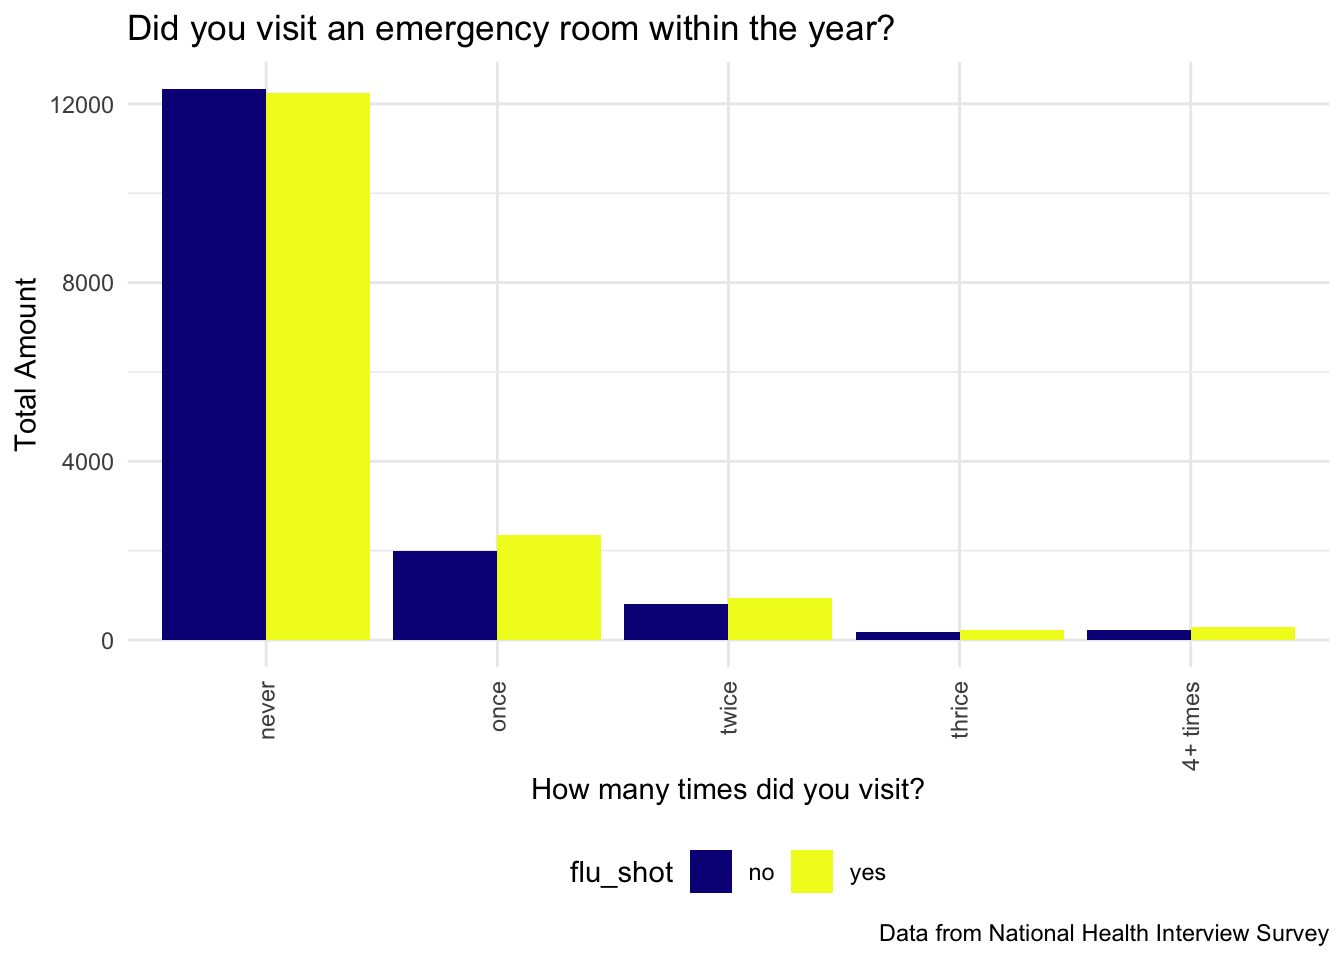 Did you visit an emergency room within the year?
Total Amount
12000
8000
4000
0
never
once
twice
thrice
4+ times
How many times did you visit?
flu_shot no yes
Data from National Health Interview Survey